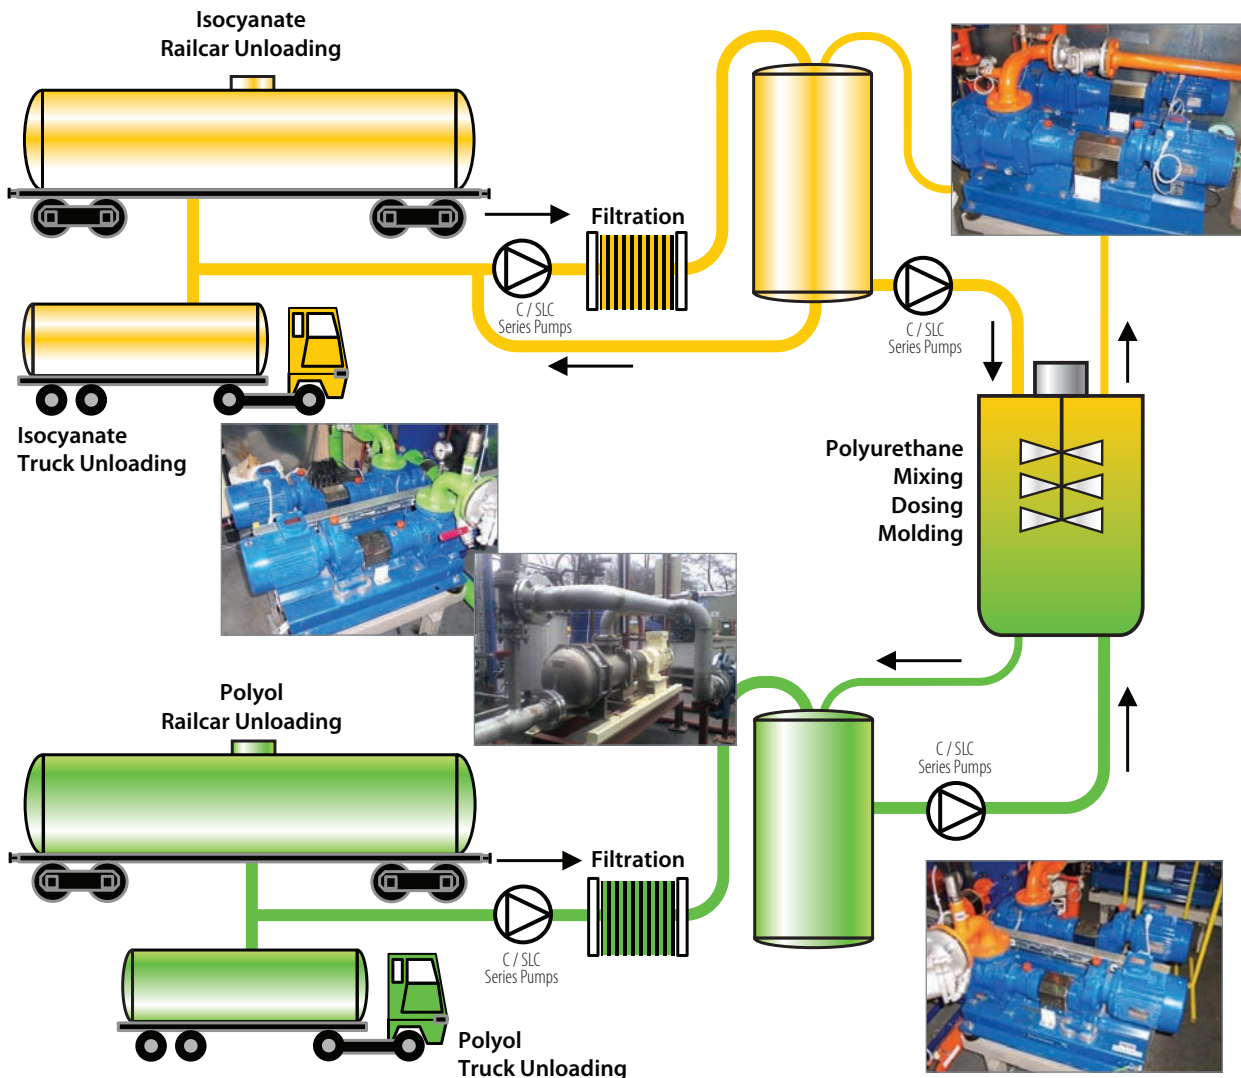 Isocyanate
Railcar Unloading
Filtration
C / SLC
Series Pumps
C / SLC
Series Pumps
Isocyanate
Truck Unloading
Polyurethane
Mixing
Dosing
Molding
Polyol
Railcar Unloading
C / SLC
Series Pumps
Filtration
C / SLC
Series Pumps
Polyol
Truck Unloading